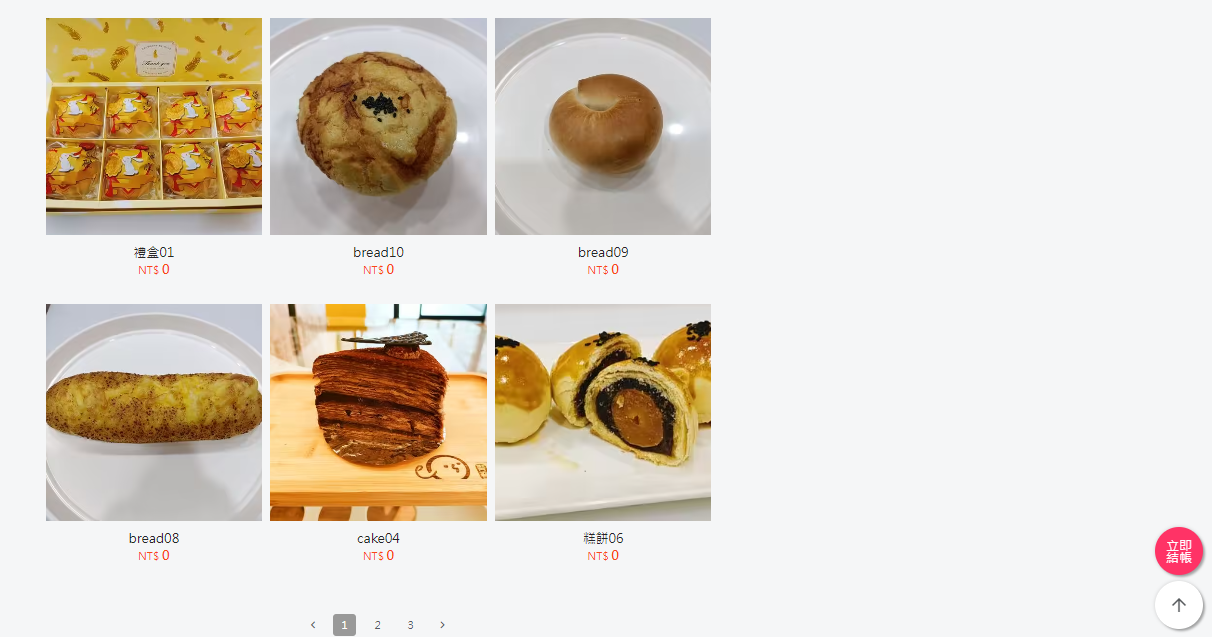 Thank you
禮盒01
NT$ 0
bread10
NT$ 0
bread09
NT$ 0
bread08
NT$ 0
cake04
NT$ 0
糕餅06
NT$ 0
立即
結帳
1 2 3